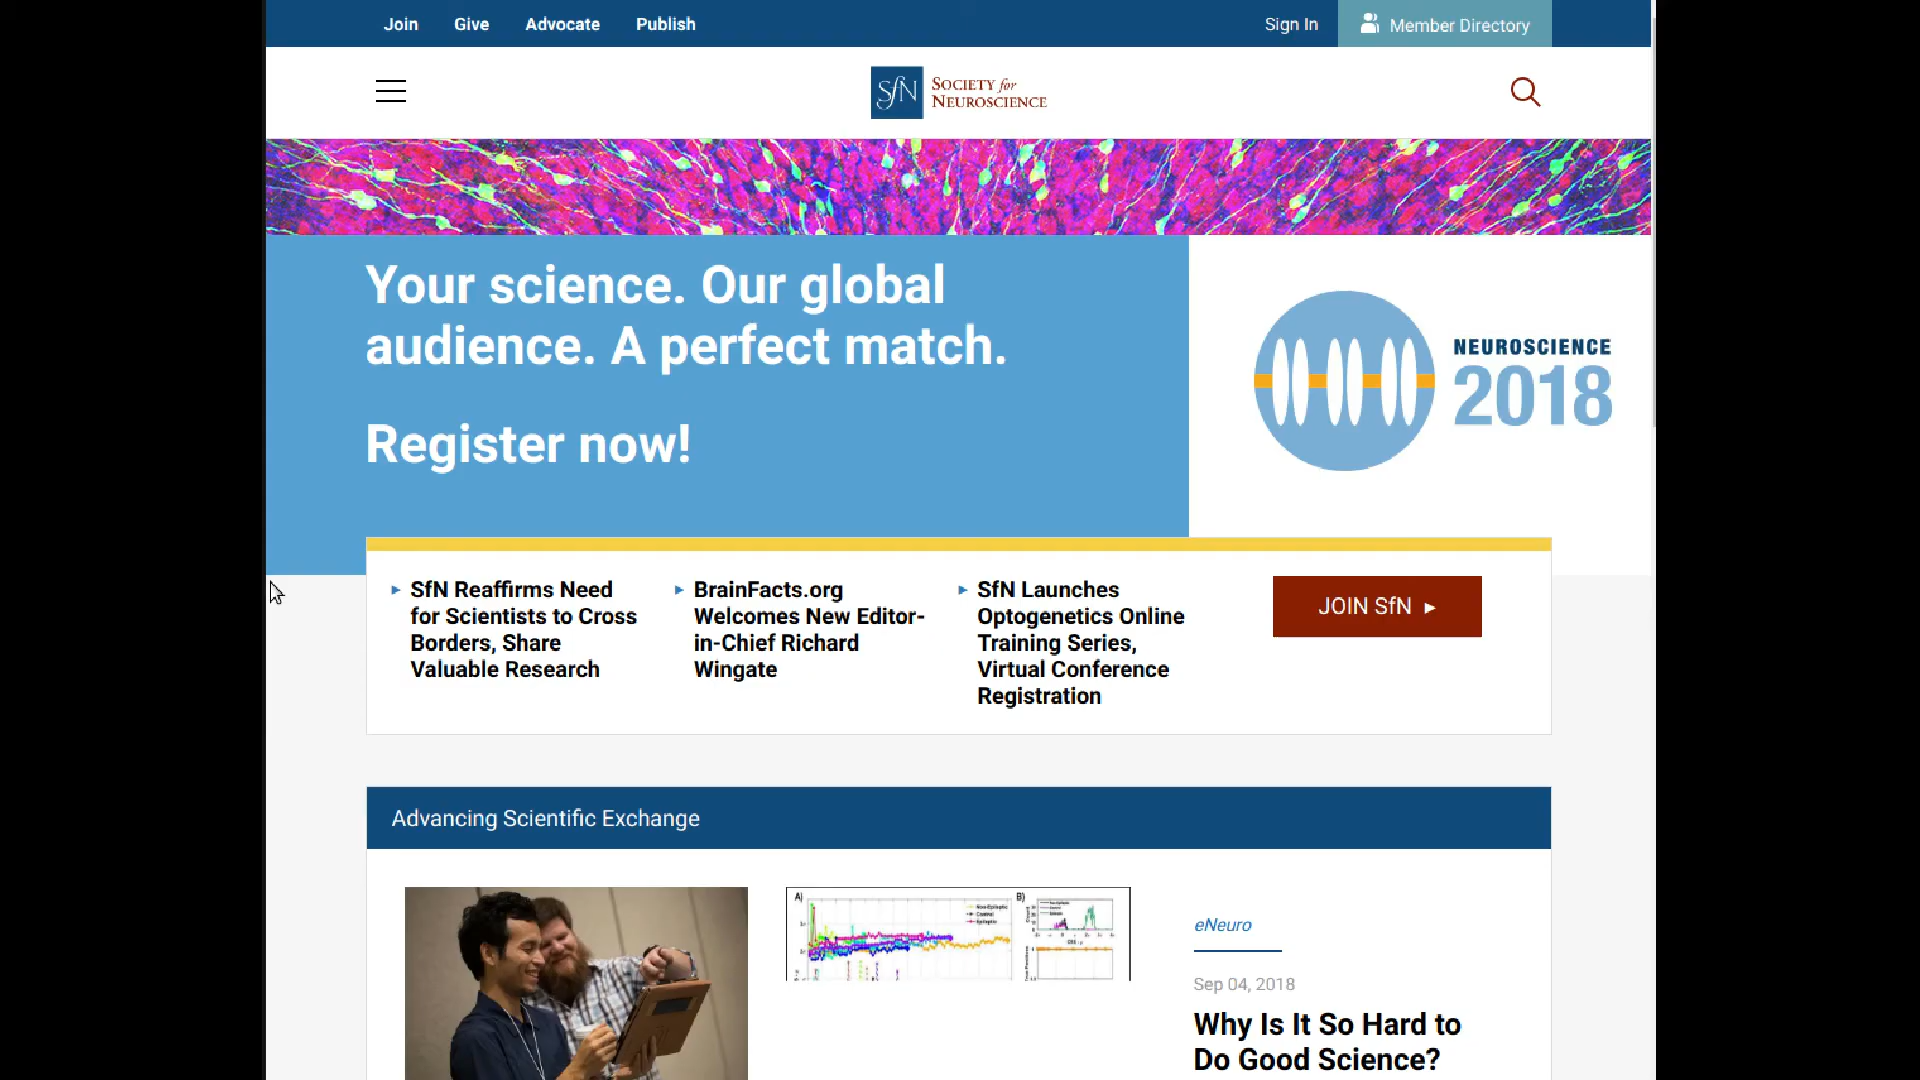 Join Give Advocate Publish Sign In Member Directory
SfN SOCIETY for
NEUROSCIENCE
Your science. Our global
audience. A perfect match.
Register now!
NEUROSCIENCE
2018
SfN Reaffirms Need
for Scientists to Cross
Borders, Share
Valuable Research
BrainFacts.org
Welcomes New Editor-
in-Chief Richard
Wingate
SfN Launches
Optogenetics Online
Training Series,
Virtual Conference
Registration
JOIN SfN
Advancing Scientific Exchange
A)
B)
eNeuro
Sep 04, 2018
Why Is It So Hard to
Do Good Science?